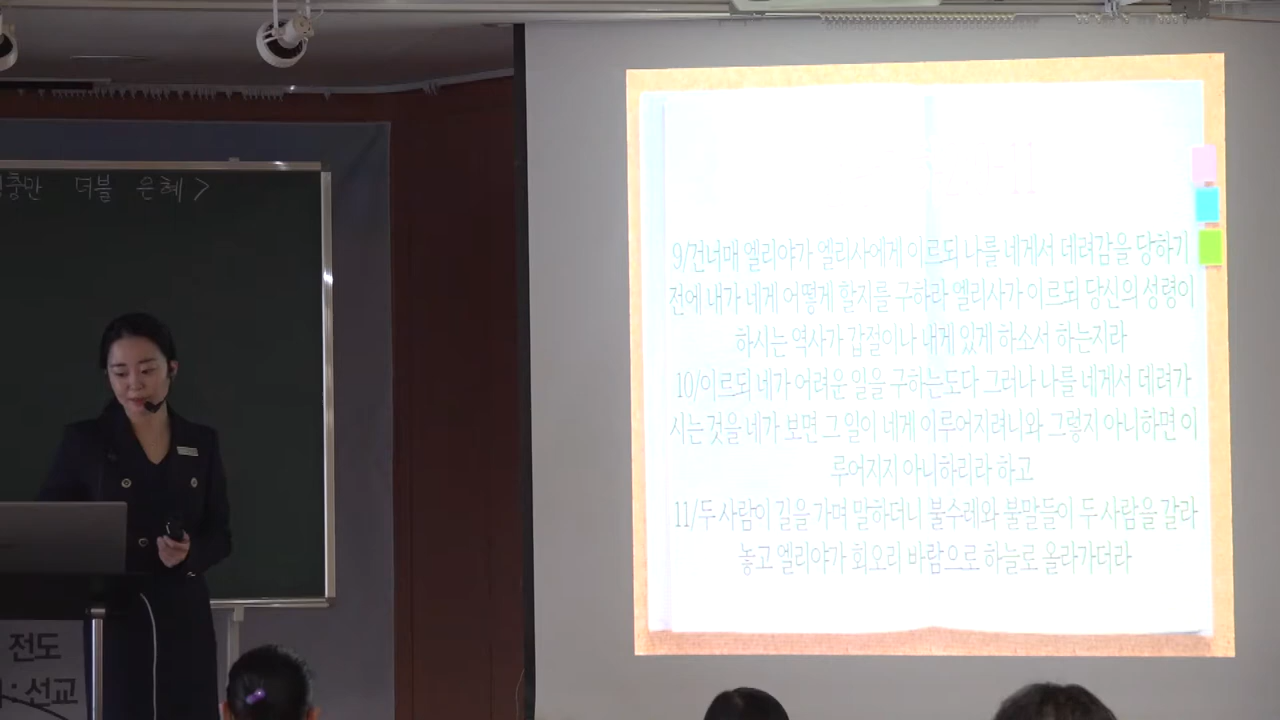 충만 더블 은혜>
9/건너매 엘리야가 엘리사에게 이르되 나를 네게서 데려감을 당하기
전에 내가 네게 어떻게 할지를 구하라 엘리사가 이르되 당신의 성령이
하시는 역사가 갑절이나 내게 있게 하소서 하는지라
10/이르되 네가 어려운 일을 구하는도다 그러나 나를 네게서 데려가
시는 것을 네가 보면 그 일이 네게 이루어지려니와 그렇지 아니하면 이
루어지지 아니하리라 하고
11/두 사람이 길을 가며 말하더니 불수레와 불말들이 두 사람을 갈라
놓고 엘리야가 회오리 바람으로 하늘로 올라가더라
전도
: 선교